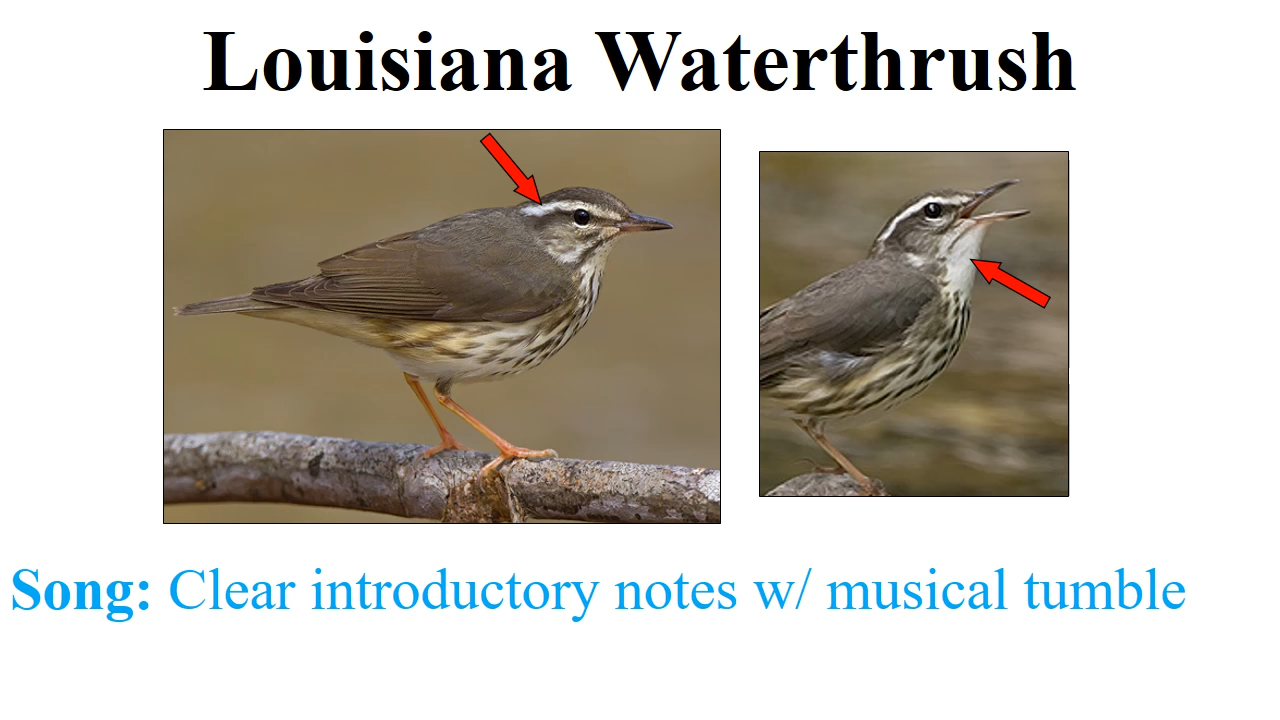 Louisiana Waterthrush
Song: Clear introductory notes w/ musical tumble